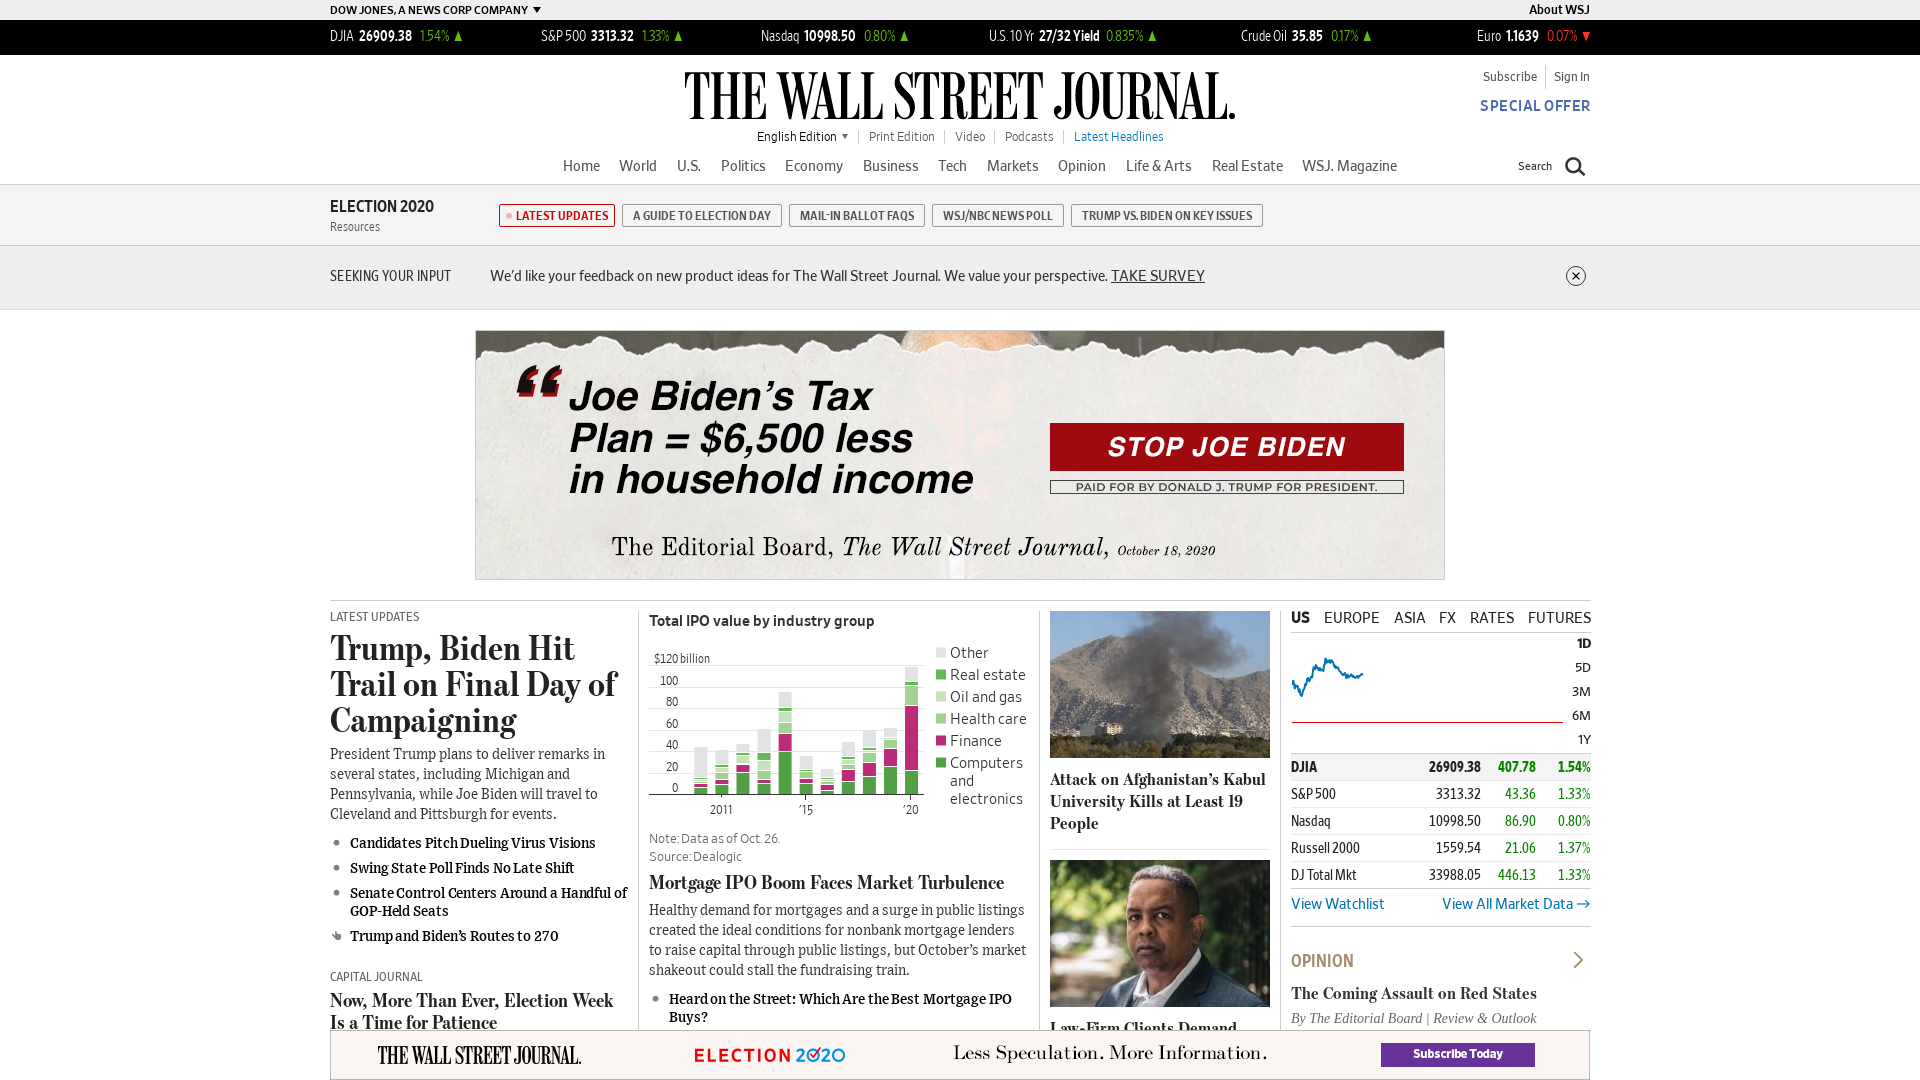 DOW JONES, A NEWS CORP COMPANY
About WSJ
DJIA 26909.38 1.54%
S&P 500 3313.32 1.33%
Nasdaq 10998.50 0.80%
U.S. 10 Yr 27/32 Yield 0.835%
Crude Oil 35.85 0.17%
Euro 1.1639 0.07%
THE WALL STREET JOURNAL.
Subscribe
Sign In
SPECIAL OFFER
English Edition
Print Edition
Video
Podcasts
Latest Headlines
Home
World
U.S.
Politics
Economy
Business
Tech
Markets
Opinion
Life & Arts
Real Estate
WSJ. Magazine
Search
ELECTION 2020
Resources
LATEST UPDATES
A GUIDE TO ELECTION DAY
MAIL-IN BALLOT FAQS
WSJ/NBC NEWS POLL
TRUMP VS. BIDEN ON KEY ISSUES
SEEKING YOUR INPUT
We'd like your feedback on new product ideas for The Wall Street Journal. We value your perspective. TAKE SURVEY
“ Joe Biden's Tax
Plan = $6,500 less
in household income
STOP JOE BIDEN
PAID FOR BY DONALD J. TRUMP FOR PRESIDENT.
The Editorial Board, The Wall Street Journal, October 18, 2020
LATEST UPDATES
Trump, Biden Hit
Trail on Final Day of
Campaigning
President Trump plans to deliver remarks in
several states, including Michigan and
Pennsylvania, while Joe Biden will travel to
Cleveland and Pittsburgh for events.
Candidates Pitch Dueling Virus Visions
Swing State Poll Finds No Late Shift
Senate Control Centers Around a Handful of
GOP-Held Seats
Trump and Biden's Routes to 270
CAPITAL JOURNAL
Now, More Than Ever, Election Week
Is a Time for Patience
Total IPO value by industry group
$120 billion
100
80
60
40
20
0
2011
'15
'20
Other
Real estate
Oil and gas
Health care
Finance
Computers
and
electronics
Note: Data as of Oct. 26.
Source: Dealogic
Mortgage IPO Boom Faces Market Turbulence
Healthy demand for mortgages and a surge in public listings
created the ideal conditions for nonbank mortgage lenders
to raise capital through public listings, but October's market
shakeout could stall the fundraising train.
Heard on the Street: Which Are the Best Mortgage IPO
Buys?
Attack on Afghanistan's Kabul
University Kills at Least 19
People
Law-Firm Clients Demand
US
EUROPE
ASIA
FX
RATES
FUTURES
1D
5D
3M
6M
1Y
DJIA 26909.38 407.78 1.54%
S&P 500 3313.32 43.36 1.33%
Nasdaq 10998.50 86.90 0.80%
Russell 2000 1559.54 21.06 1.37%
DJ Total Mkt 33988.05 446.13 1.33%
View Watchlist
View All Market Data
OPINION
The Coming Assault on Red States
By The Editorial Board | Review & Outlook
THE WALL STREET JOURNAL.
ELECTION 2020
Less Speculation. More Information.
Subscribe Today